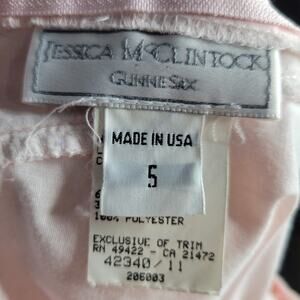 JESSICA McCLINTOCK
GUNNE SAX
MADE IN USA
5
100% POLYESTER
EXCLUSIVE OF TRIM
RN 49422 - CA 21472
42340/11
206003